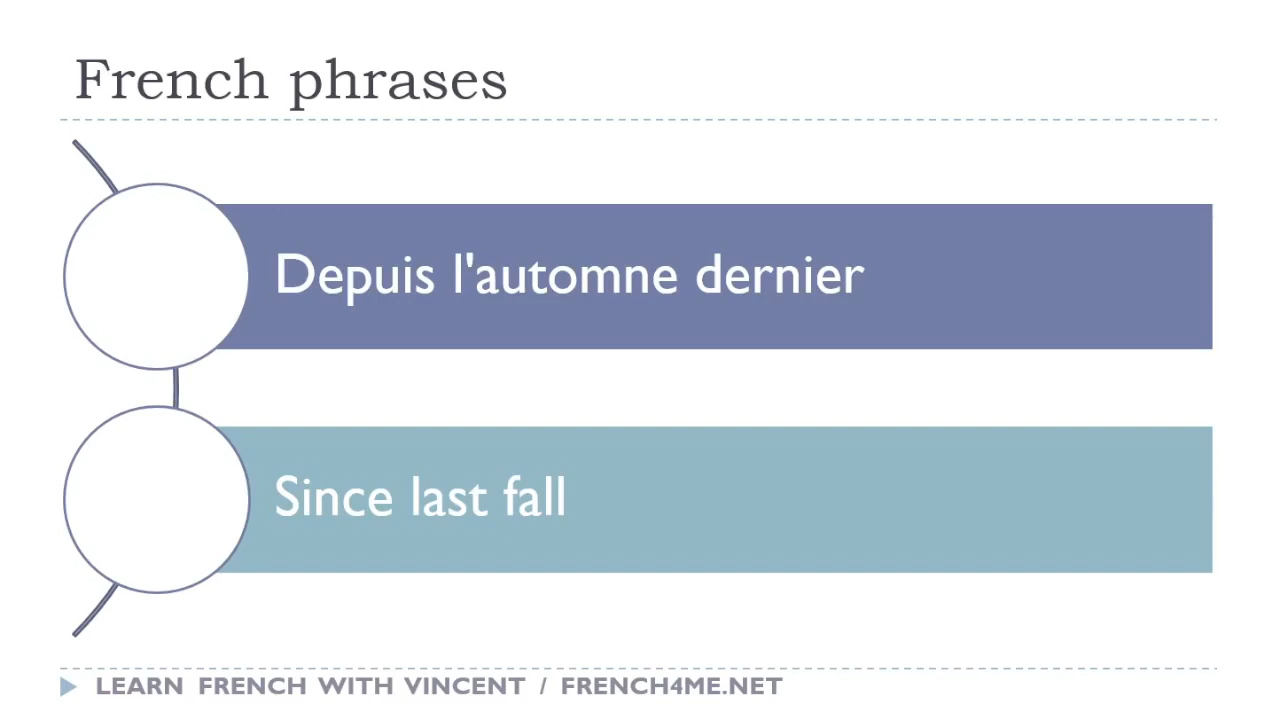 French phrases
Depuis l'automne dernier
Since last fall
LEARN FRENCH WITH VINCENT / FRENCH4ME.NET